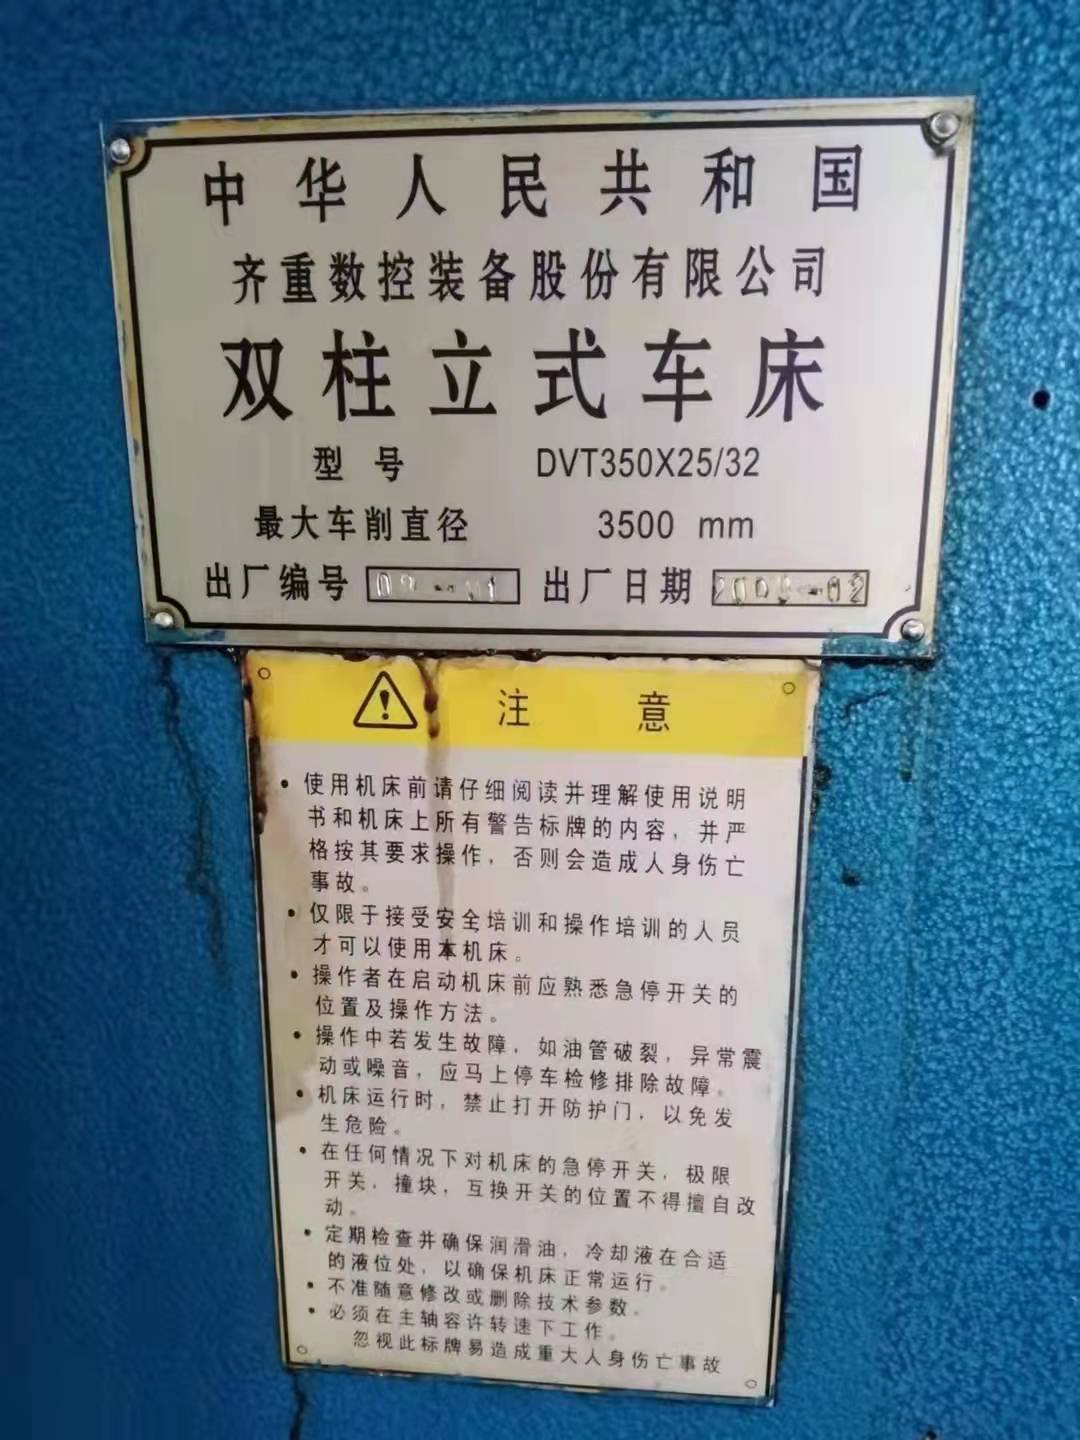 中华人民共和国
齐重数控装备股份有限公司
双柱立式车床
型号 DVT350X25/32
最大车削直径 3500 mm
出厂编号 出厂日期
注意
• 使用机床前请仔细阅读并理解使用说明
书和机床上所有警告标牌的内容，并严
格按其要求操作，否则会造成人身伤亡
事故。
• 仅限于接受安全培训和操作培训的人员
才可以使用本机床。
• 操作者在启动机床前应熟悉急停开关的
位置及操作方法。
• 操作中若发生故障，如油管破裂，异常震
动或噪音，应马上停车检修排除故障。
• 机床运行时，禁止打开防护门，以免发
生危险。
• 在任何情况下对机床的急停开关，极限
开关，撞块，互换开关的位置不得擅自改
动。
• 定期检查并确保润滑油，冷却液在合适
的液位处，以确保机床正常运行。
• 不准随意修改或删除技术参数。
• 必须在主轴容许转速下工作。
忽视此标牌易造成重大人身伤亡事故